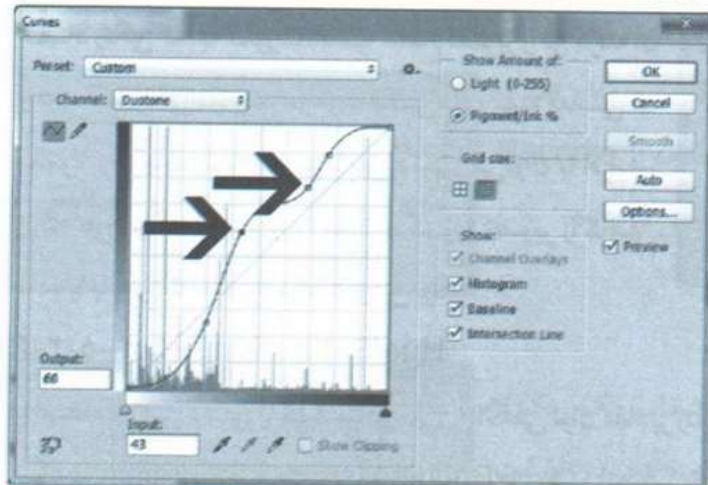 Curves
Preset: Custom
Channel: Duotone
Output:
60
Input:
43
Show Clipping
Show Amount of:
Light (0-255)
Pigment/Ink %
Grid size:
Show:
Channel Overlays
Histogram
Baseline
Intersection Line
OK
Cancel
Smooth
Auto
Options...
Preview